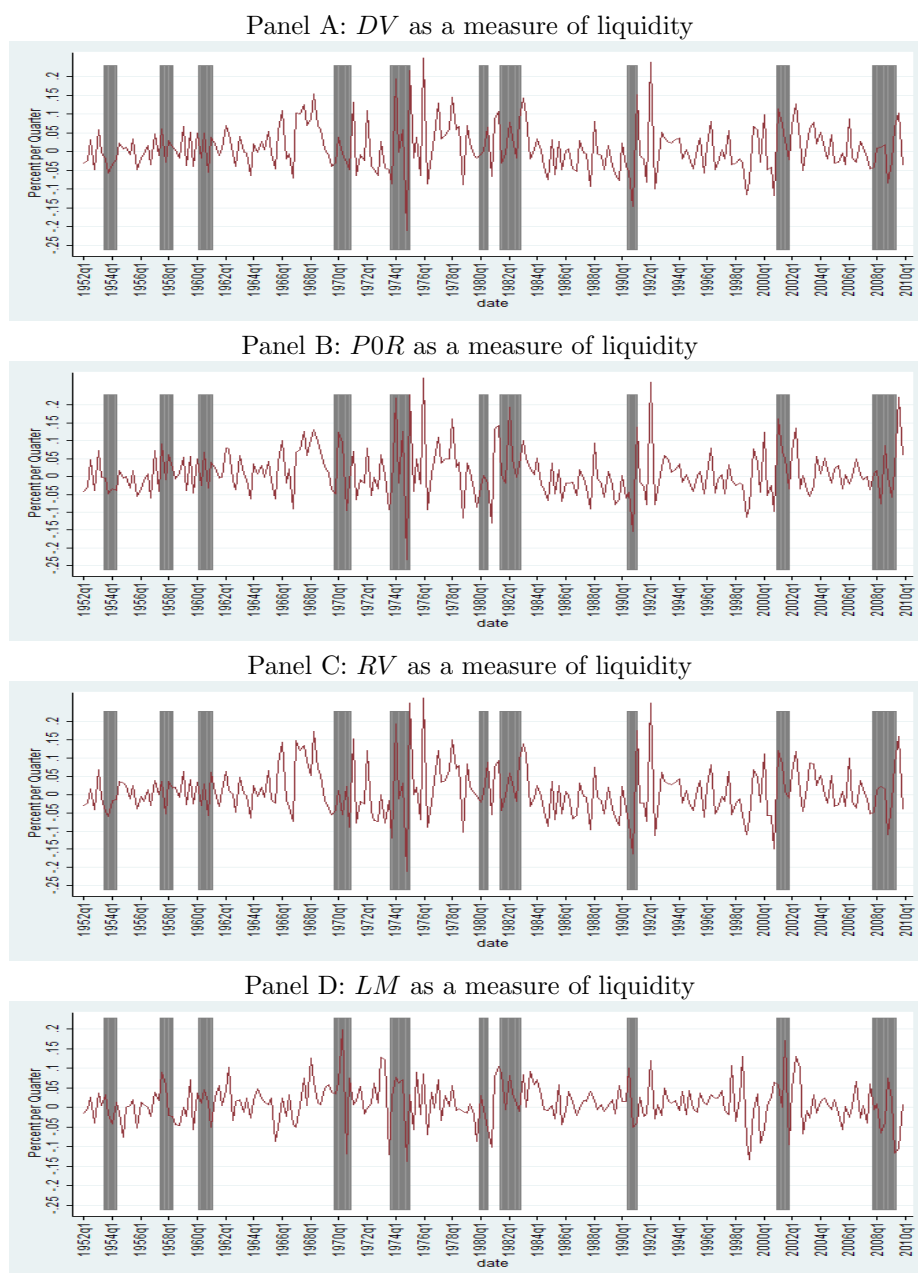 Panel A: DV as a measure of liquidity
Percent per Quarter
-.25 -.2 -.15 -.1 -.05 0 .05 .1 .15 .2
1952q1 1954q1 1956q1 1958q1 1960q1 1962q1 1964q1 1966q1 1968q1 1970q1 1972q1 1974q1 1976q1 1978q1 1980q1 1982q1 1984q1 1986q1 1988q1 1990q1 1992q1 1994q1 1996q1 1998q1 2000q1 2002q1 2004q1 2006q1 2008q1 2010q1
date
Panel B: P0R as a measure of liquidity
Percent per Quarter
-.25 -.2 -.15 -.1 -.05 0 .05 .1 .15 .2
1952q1 1954q1 1956q1 1958q1 1960q1 1962q1 1964q1 1966q1 1968q1 1970q1 1972q1 1974q1 1976q1 1978q1 1980q1 1982q1 1984q1 1986q1 1988q1 1990q1 1992q1 1994q1 1996q1 1998q1 2000q1 2002q1 2004q1 2006q1 2008q1 2010q1
date
Panel C: RV as a measure of liquidity
Percent per Quarter
-.25 -.2 -.15 -.1 -.05 0 .05 .1 .15 .2
1952q1 1954q1 1956q1 1958q1 1960q1 1962q1 1964q1 1966q1 1968q1 1970q1 1972q1 1974q1 1976q1 1978q1 1980q1 1982q1 1984q1 1986q1 1988q1 1990q1 1992q1 1994q1 1996q1 1998q1 2000q1 2002q1 2004q1 2006q1 2008q1 2010q1
date
Panel D: LM as a measure of liquidity
Percent per Quarter
-.25 -.2 -.15 -.1 -.05 0 .05 .1 .15 .2
1952q1 1954q1 1956q1 1958q1 1960q1 1962q1 1964q1 1966q1 1968q1 1970q1 1972q1 1974q1 1976q1 1978q1 1980q1 1982q1 1984q1 1986q1 1988q1 1990q1 1992q1 1994q1 1996q1 1998q1 2000q1 2002q1 2004q1 2006q1 2008q1 2010q1
date